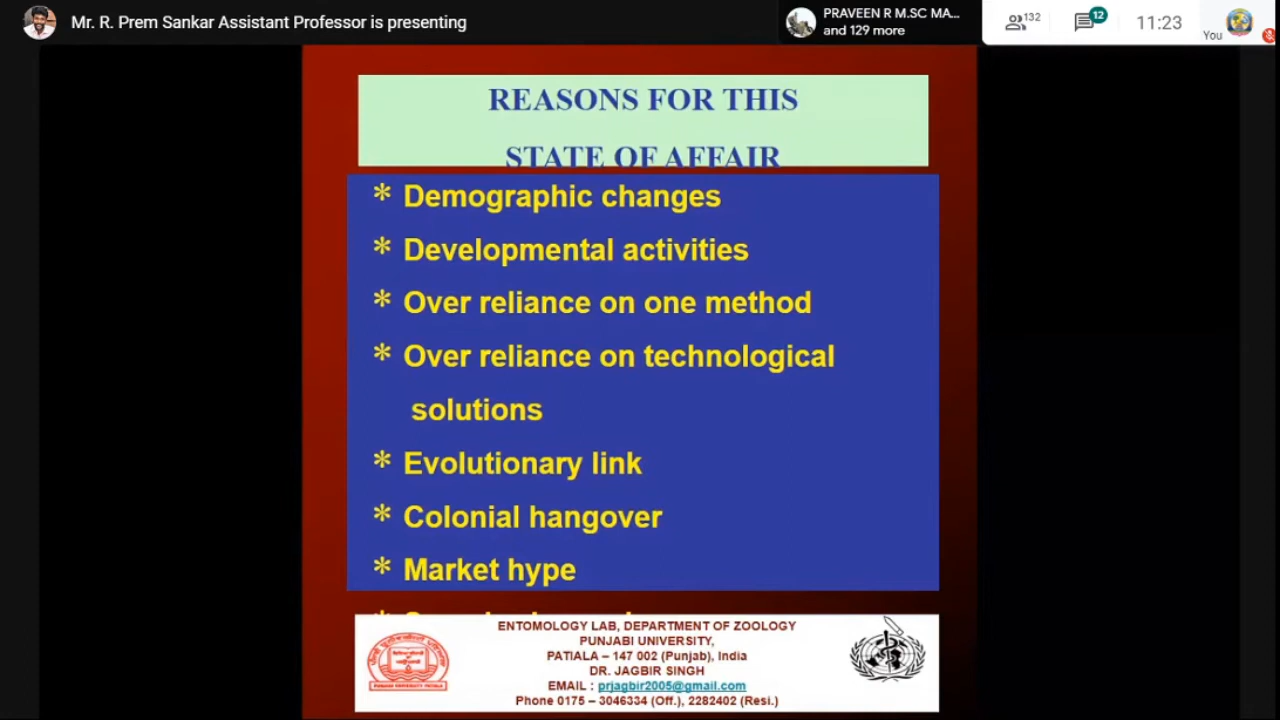 Mr. R. Prem Sankar Assistant Professor is presenting
PRAVEEN R M.SC MA...
and 129 more
132
12
11:23
You
REASONS FOR THIS
STATE OF AFFAIR
* Demographic changes
* Developmental activities
* Over reliance on one method
* Over reliance on technological
solutions
* Evolutionary link
* Colonial hangover
* Market hype
ENTOMOLOGY LAB, DEPARTMENT OF ZOOLOGY
PUNJABI UNIVERSITY,
PATIALA – 147 002 (Punjab), India
DR. JAGBIR SINGH
EMAIL : prjagbir2005@gmail.com
Phone 0175 – 3046334 (Off.), 2282402 (Resi.)